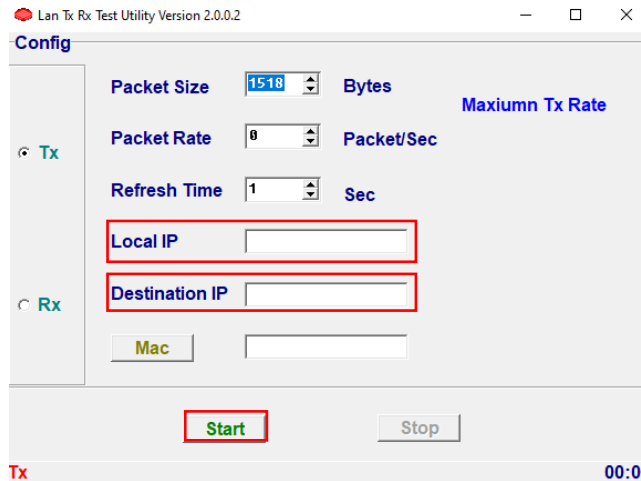 Lan Tx Rx Test Utility Version 2.0.0.2
Config
Packet Size 1518 Bytes
Maxiumn Tx Rate
Packet Rate 0 Packet/Sec
Tx
Refresh Time 1 Sec
Local IP
Destination IP
Rx
Mac
Start Stop
Tx 00:0